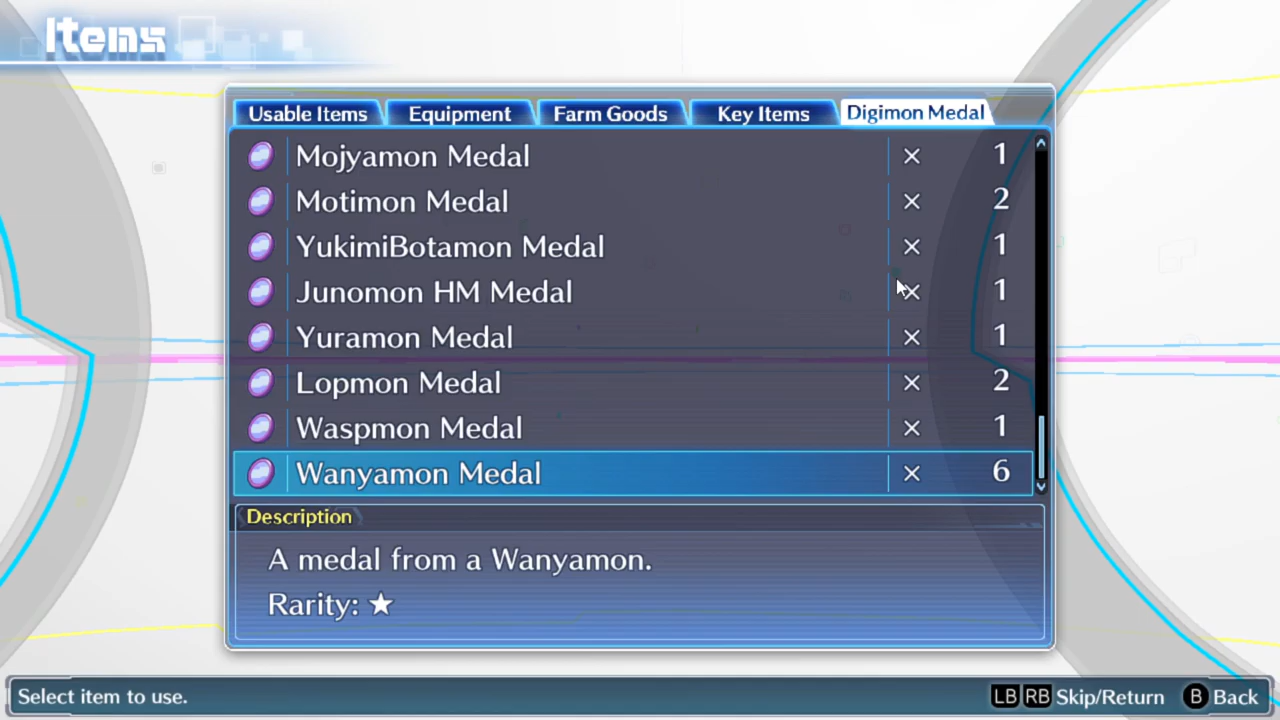 Items
Usable Items Equipment Farm Goods Key Items Digimon Medal
Mojyamon Medal × 1
Motimon Medal × 2
YukimiBotamon Medal × 1
Junomon HM Medal × 1
Yuramon Medal × 1
Lopmon Medal × 2
Waspmon Medal × 1
Wanyamon Medal × 6
Description
A medal from a Wanyamon.
Rarity: ★
Select item to use. LB RB Skip/Return B Back